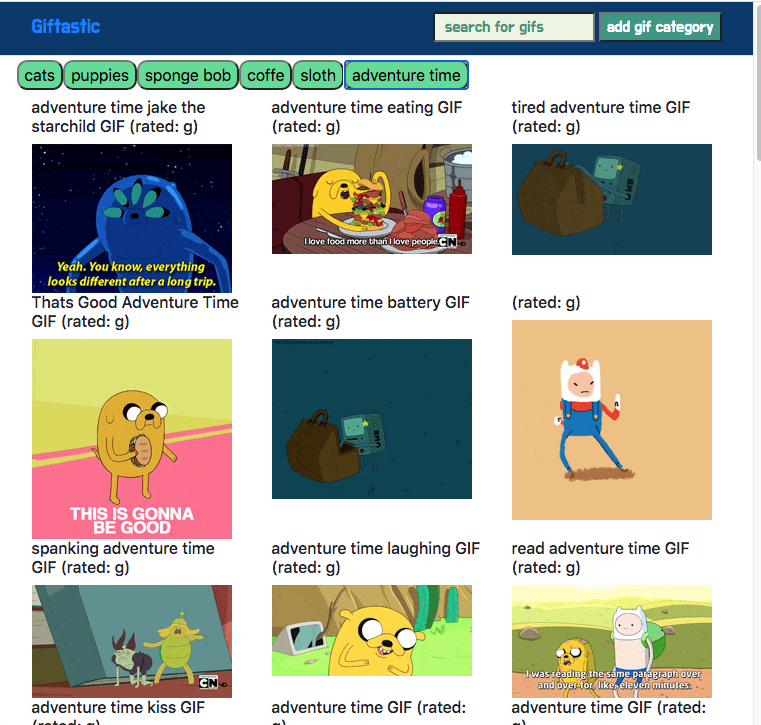 Giftastic
search for gifs
add gif category
cats
puppies
sponge bob
coffe
sloth
adventure time
adventure time jake the
starchild GIF (rated: g)
adventure time eating GIF
(rated: g)
tired adventure time GIF
(rated: g)
Yeah. You know, everything
looks different after a long trip.
I love food more than I love people.
CN
Thats Good Adventure Time
GIF (rated: g)
adventure time battery GIF
(rated: g)
(rated: g)
THIS IS GONNA
BE GOOD
spanking adventure time
GIF (rated: g)
adventure time laughing GIF
(rated: g)
read adventure time GIF
(rated: g)
CN
I was reading the same paragraph over
and over for, like, eleven minutes.
adventure time kiss GIF
(rated: g)
adventure time GIF (rated:
g)
adventure time GIF (rated:
g)